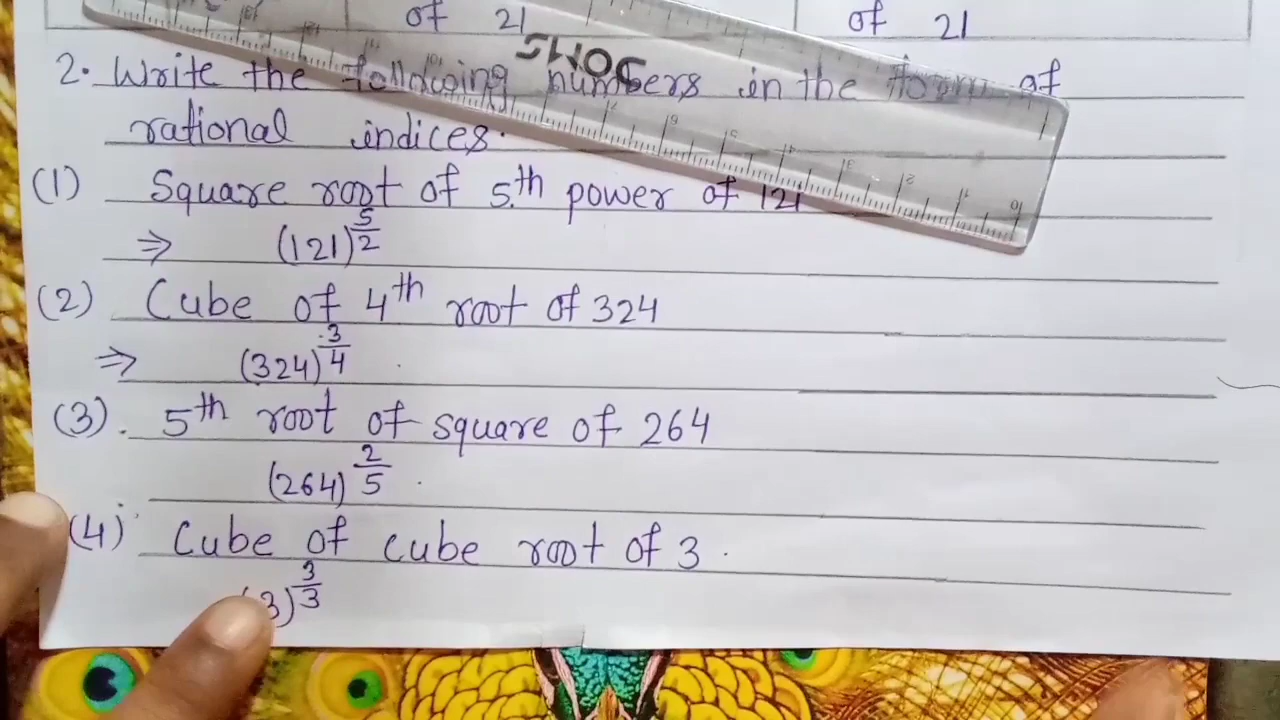 of 21 of 21
2. Write the following numbers in the form of
rational indices.
(1) Square root of 5th power of 121
⇒ (121)^5/2
(2) Cube of 4th root of 324
⇒ (324)^3/4
(3). 5th root of square of 264
(264)^2/5
(4) Cube of cube root of 3.
(3)^3/3